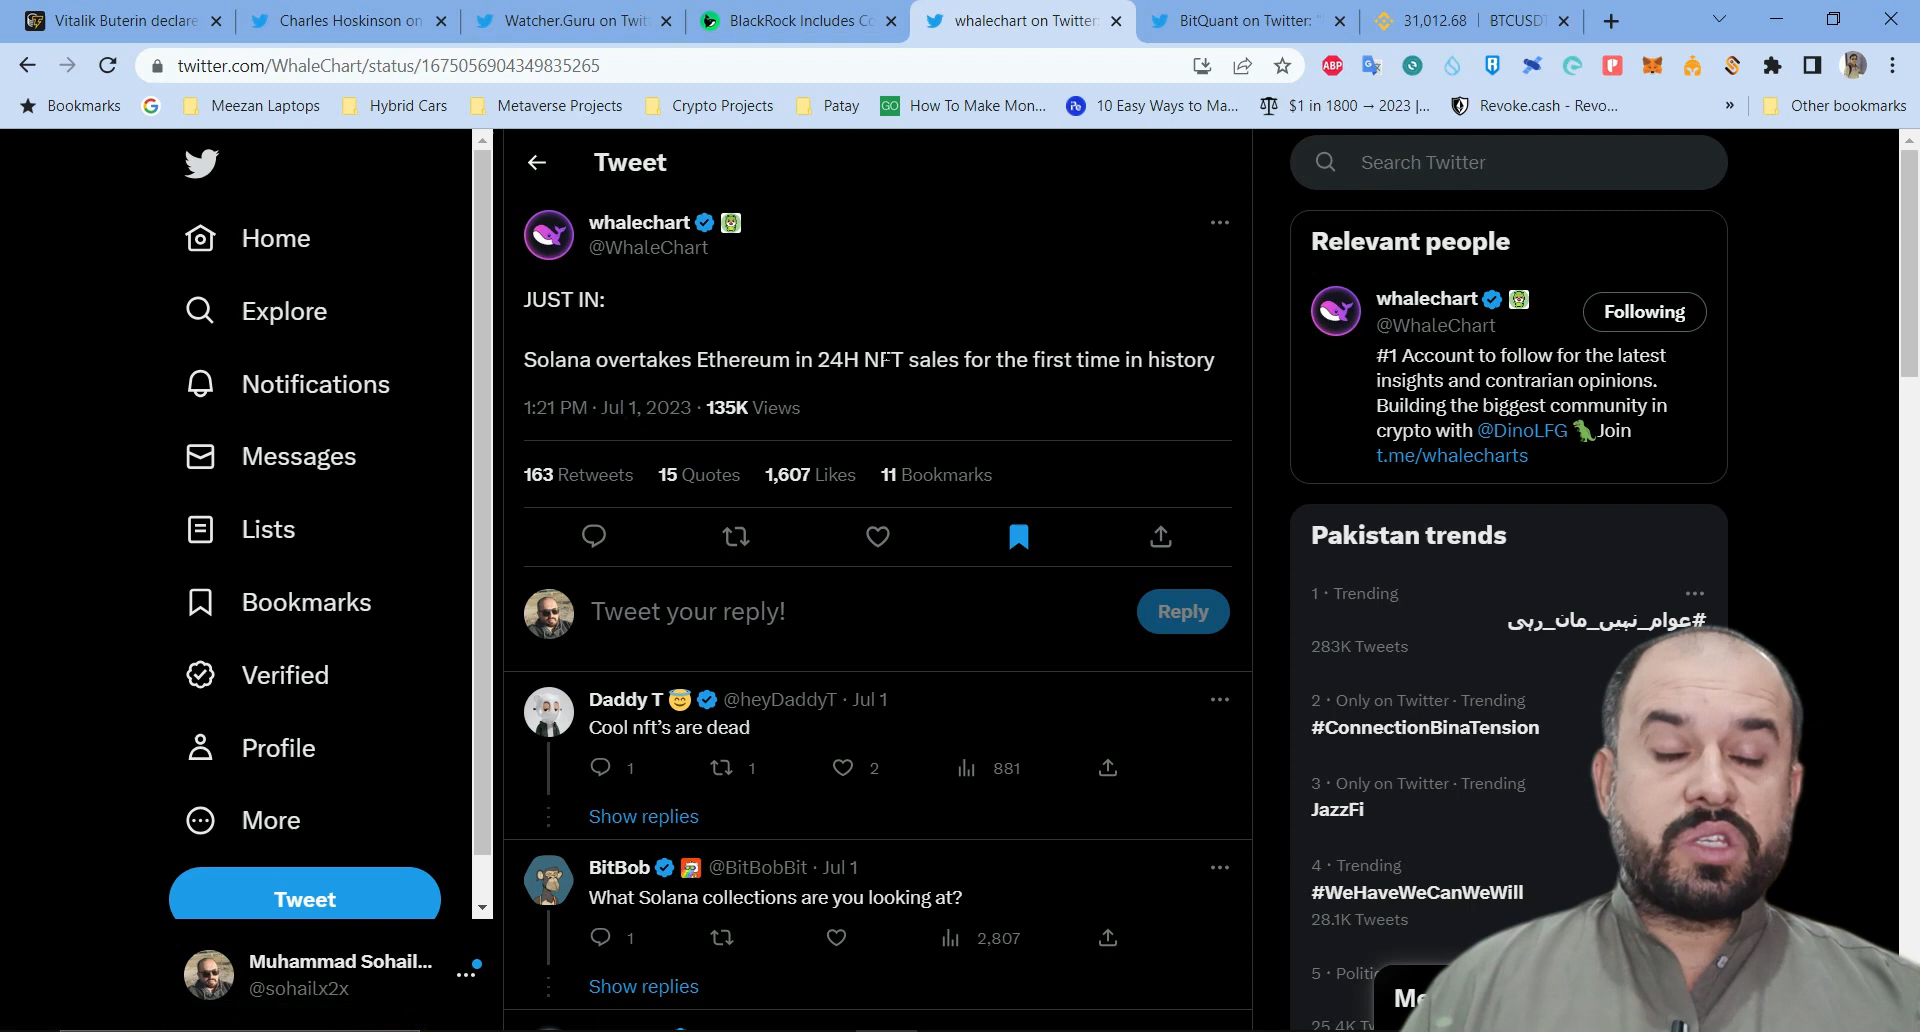 Vitalik Buterin declare
Charles Hoskinson on
Watcher.Guru on Twit
BlackRock Includes Co
whalechart on Twitter:
BitQuant on Twitter: "
31,012.68 | BTCUSDT
twitter.com/WhaleChart/status/1675056904349835265
Bookmarks
Meezan Laptops
Hybrid Cars
Metaverse Projects
Crypto Projects
Patay
GO How To Make Mon...
10 Easy Ways to Ma...
$1 in 1800 → 2023 |...
Revoke.cash - Revo...
»
Other bookmarks
Home
Explore
Notifications
Messages
Lists
Bookmarks
Verified
Profile
More
Tweet
Muhammad Sohail...
@sohailx2x
Tweet
whalechart
@WhaleChart
JUST IN:
Solana overtakes Ethereum in 24H NFT sales for the first time in history
1:21 PM · Jul 1, 2023 · 135K Views
163 Retweets 15 Quotes 1,607 Likes 11 Bookmarks
Tweet your reply!
Reply
Daddy T @heyDaddyT · Jul 1
Cool nft's are dead
1 1 2 881
Show replies
BitBob @BitBobBit · Jul 1
What Solana collections are you looking at?
1 2,807
Show replies
Search Twitter
Relevant people
whalechart
@WhaleChart
Following
#1 Account to follow for the latest
insights and contrarian opinions.
Building the biggest community in
crypto with @DinoLFG Join
t.me/whalecharts
Pakistan trends
1 · Trending
#عوام_نہیں_مان_رہی
283K Tweets
2 · Only on Twitter · Trending
#ConnectionBinaTension
3 · Only on Twitter · Trending
JazzFi
4 · Trending
#WeHaveWeCanWeWill
28.1K Tweets
5 · Politi
Me
25.4K Tw